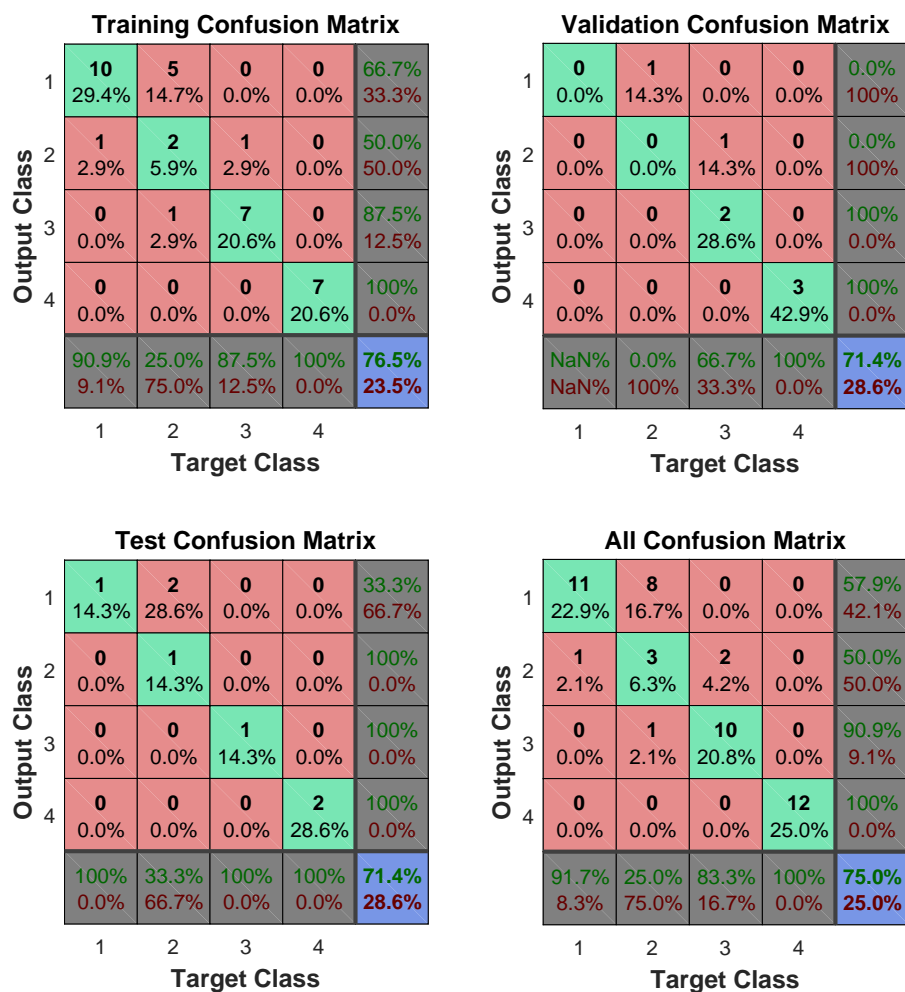 Training Confusion Matrix
10 5 0 0 66.7%
1
29.4% 14.7% 0.0% 0.0% 33.3%
1 2 1 0 50.0%
2
2.9% 5.9% 2.9% 0.0% 50.0%
0 1 7 0 87.5%
3
0.0% 2.9% 20.6% 0.0% 12.5%
0 0 0 7 100%
4
0.0% 0.0% 0.0% 20.6% 0.0%
90.9% 25.0% 87.5% 100% 76.5%
9.1% 75.0% 12.5% 0.0% 23.5%
1 2 3 4
Target Class
Output Class
Validation Confusion Matrix
0 1 0 0 0.0%
1
0.0% 14.3% 0.0% 0.0% 100%
0 0 1 0 0.0%
2
0.0% 0.0% 14.3% 0.0% 100%
0 0 2 0 100%
3
0.0% 0.0% 28.6% 0.0% 0.0%
0 0 0 3 100%
4
0.0% 0.0% 0.0% 42.9% 0.0%
NaN% 0.0% 66.7% 100% 71.4%
NaN% 100% 33.3% 0.0% 28.6%
1 2 3 4
Target Class
Output Class
Test Confusion Matrix
1 2 0 0 33.3%
1
14.3% 28.6% 0.0% 0.0% 66.7%
0 1 0 0 100%
2
0.0% 14.3% 0.0% 0.0% 0.0%
0 0 1 0 100%
3
0.0% 0.0% 14.3% 0.0% 0.0%
0 0 0 2 100%
4
0.0% 0.0% 0.0% 28.6% 0.0%
100% 33.3% 100% 100% 71.4%
0.0% 66.7% 0.0% 0.0% 28.6%
1 2 3 4
Target Class
Output Class
All Confusion Matrix
11 8 0 0 57.9%
1
22.9% 16.7% 0.0% 0.0% 42.1%
1 3 2 0 50.0%
2
2.1% 6.3% 4.2% 0.0% 50.0%
0 1 10 0 90.9%
3
0.0% 2.1% 20.8% 0.0% 9.1%
0 0 0 12 100%
4
0.0% 0.0% 0.0% 25.0% 0.0%
91.7% 25.0% 83.3% 100% 75.0%
8.3% 75.0% 16.7% 0.0% 25.0%
1 2 3 4
Target Class
Output Class